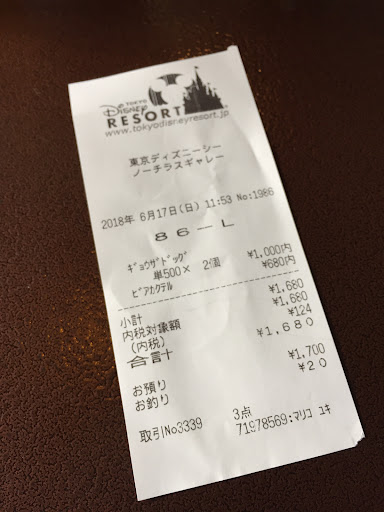 TOKYO
Disney
RESORT
www.tokyodisneyresort.jp
東京ディズニーシー
ノーチラスギャレー
2018年 6月17日(日) 11:53 No:1986
86-L
ギョウザドッグ
単500× 2個 ¥1,000内
ビアカクテル ¥680内
小計 ¥1,680
内税対象額 ¥1,680
(内税) ¥124
合計 ¥1,680
お預り ¥1,700
お釣り ¥20
取引No3339 3点 71978569:マリコ ユキ